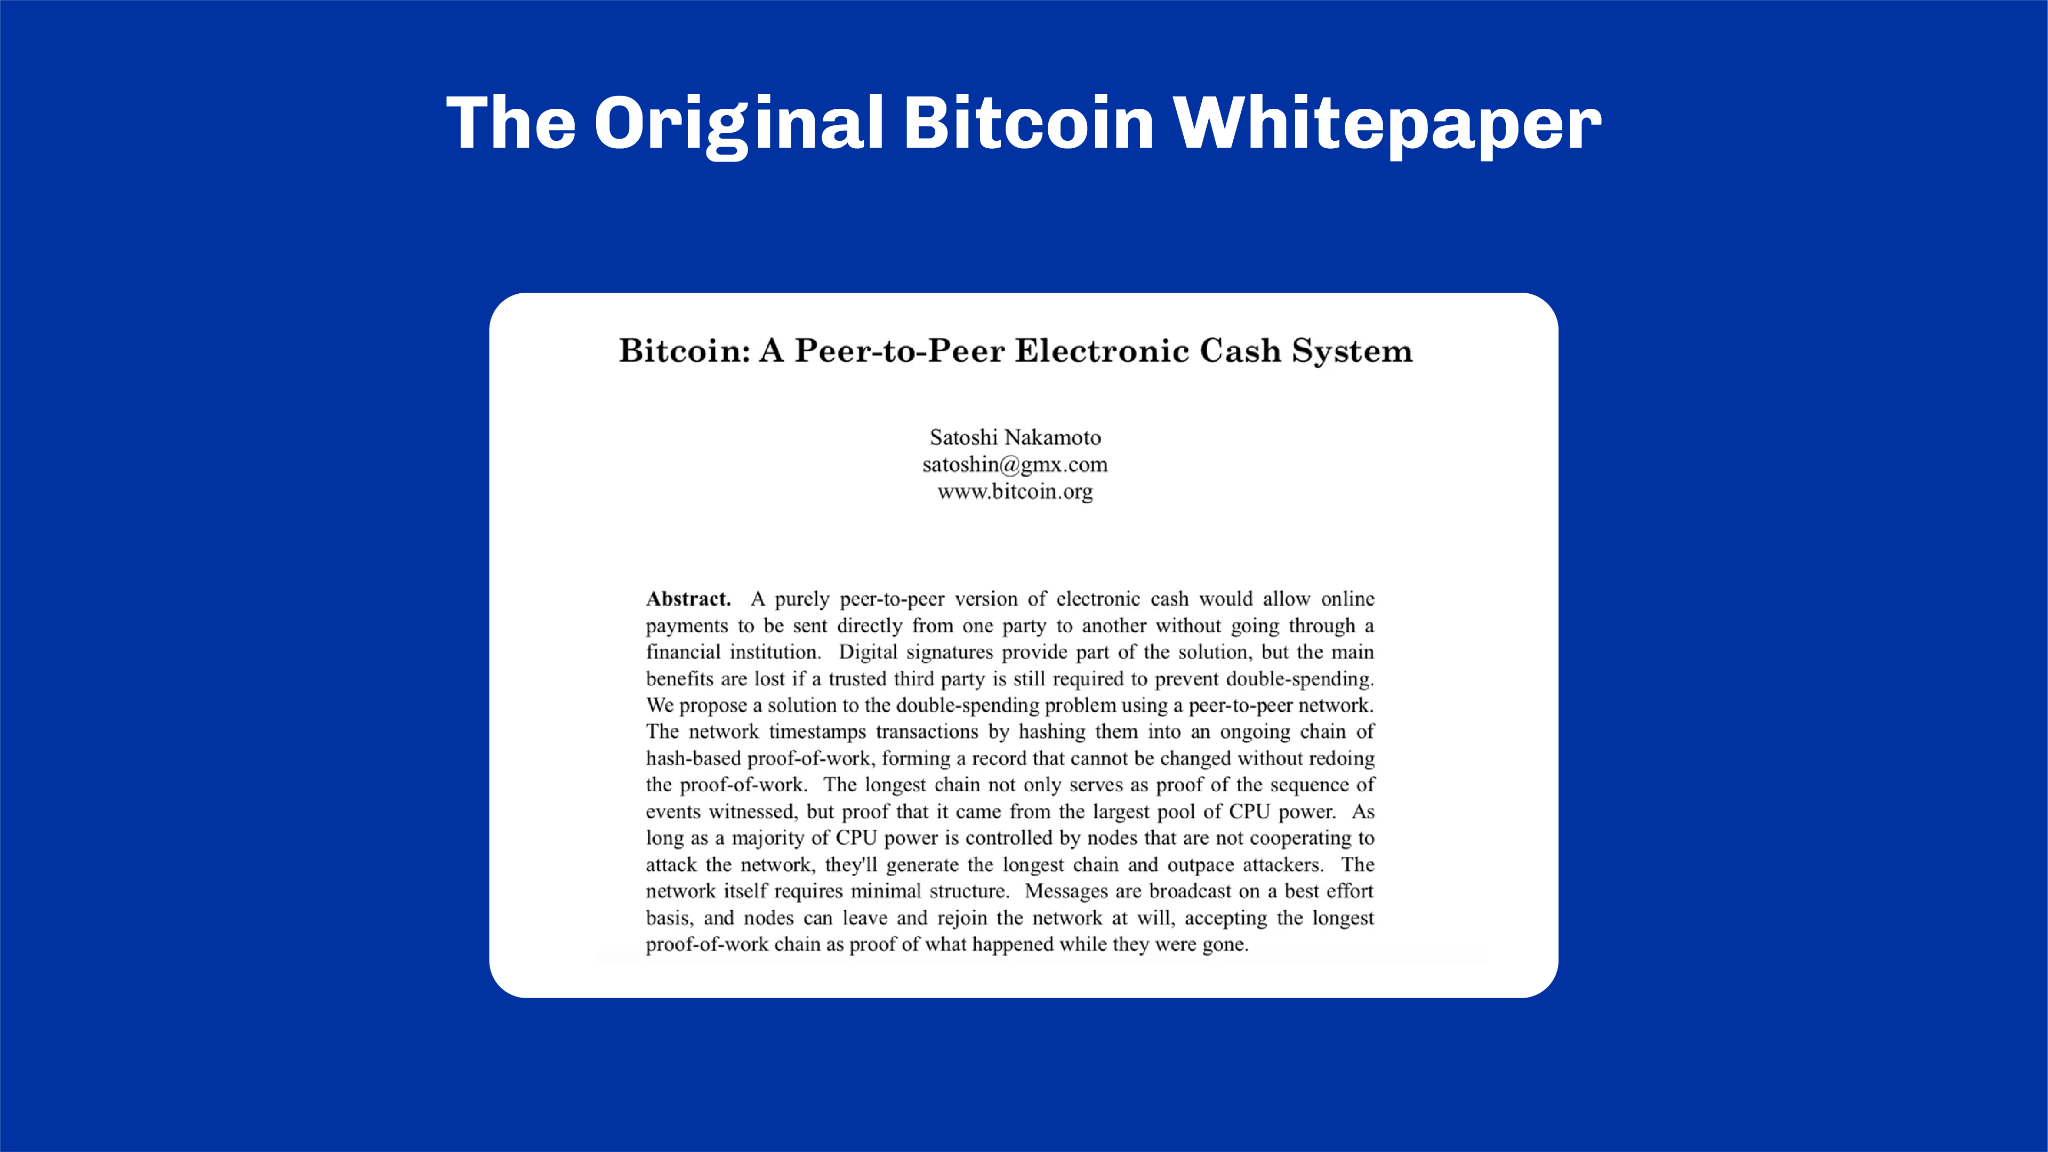 The Original Bitcoin Whitepaper
Bitcoin: A Peer-to-Peer Electronic Cash System
Satoshi Nakamoto
satoshin@gmx.com
www.bitcoin.org
Abstract. A purely peer-to-peer version of electronic cash would allow online
payments to be sent directly from one party to another without going through a
financial institution. Digital signatures provide part of the solution, but the main
benefits are lost if a trusted third party is still required to prevent double-spending.
We propose a solution to the double-spending problem using a peer-to-peer network.
The network timestamps transactions by hashing them into an ongoing chain of
hash-based proof-of-work, forming a record that cannot be changed without redoing
the proof-of-work. The longest chain not only serves as proof of the sequence of
events witnessed, but proof that it came from the largest pool of CPU power. As
long as a majority of CPU power is controlled by nodes that are not cooperating to
attack the network, they'll generate the longest chain and outpace attackers. The
network itself requires minimal structure. Messages are broadcast on a best effort
basis, and nodes can leave and rejoin the network at will, accepting the longest
proof-of-work chain as proof of what happened while they were gone.